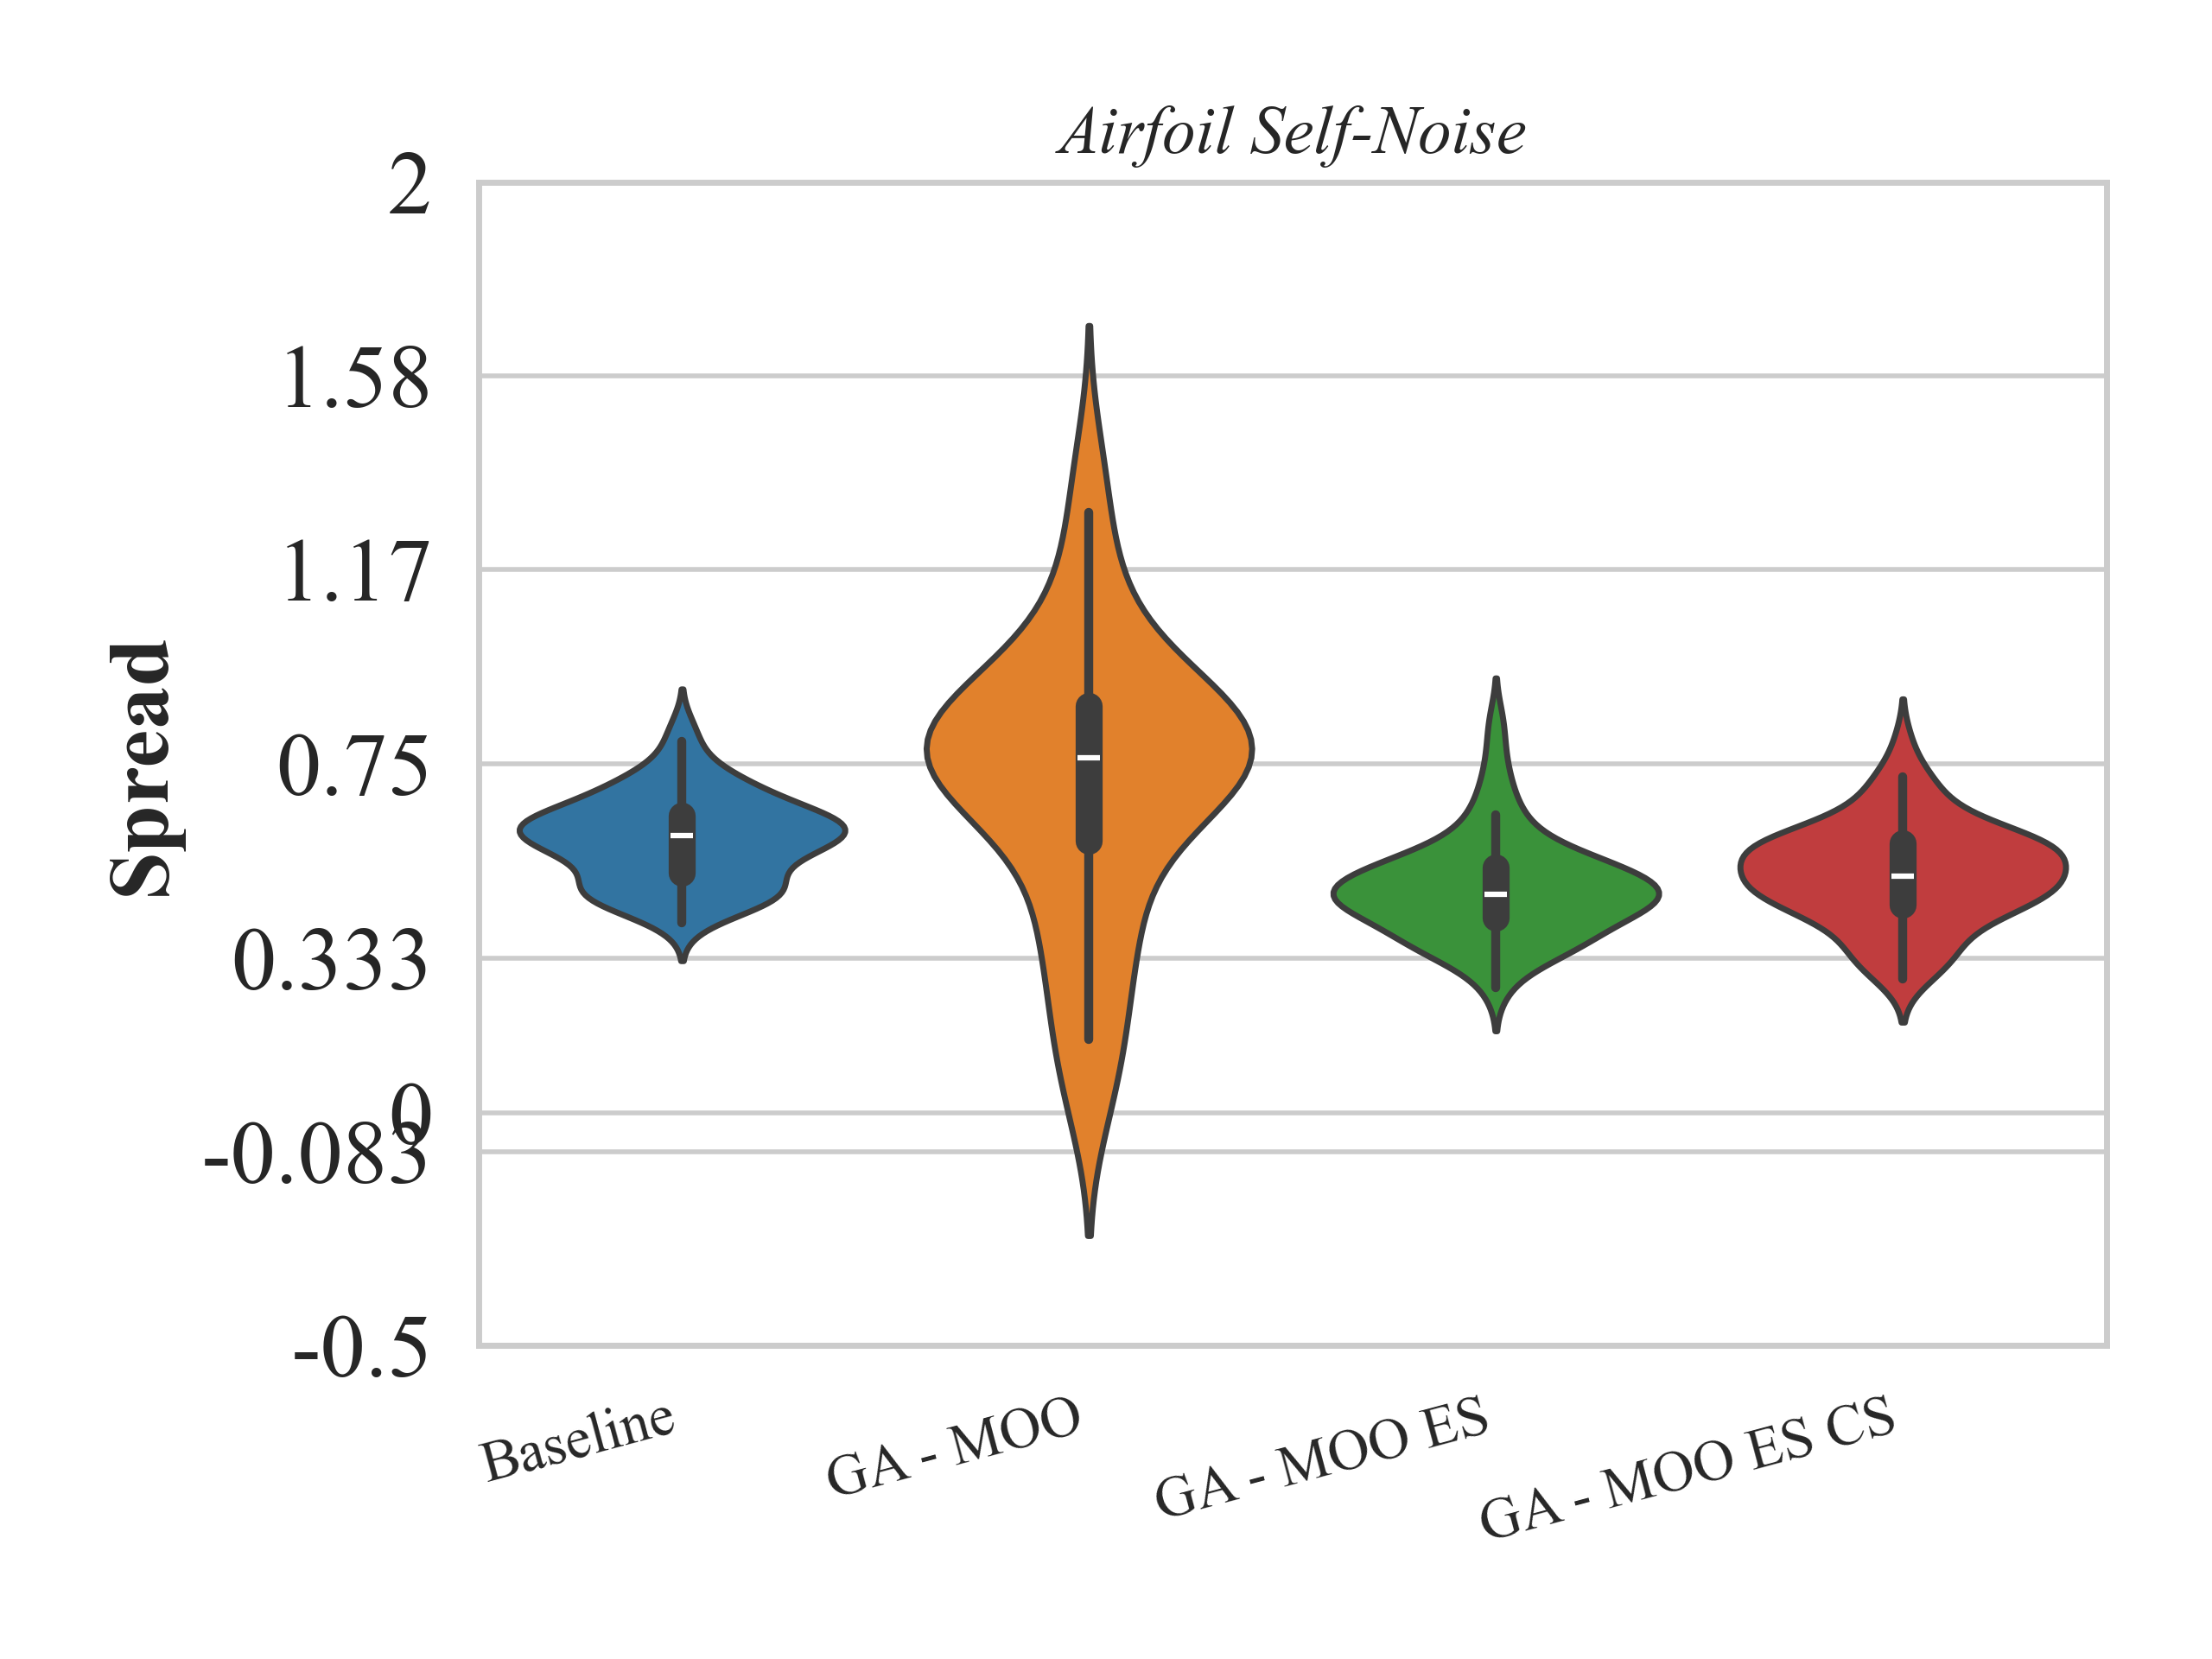 Airfoil Self-Noise
Spread
2
1.58
1.17
0.75
0.333
0
-0.083
-0.5
Baseline
GA - MOO
GA - MOO ES
GA - MOO ES CS